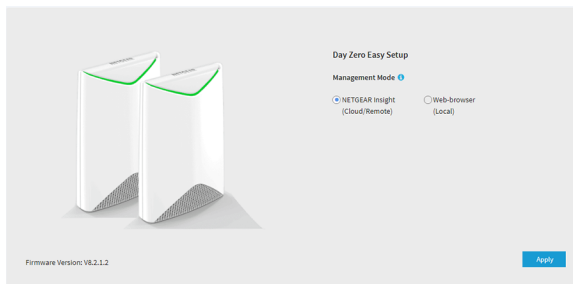 Day Zero Easy Setup
Management Mode
NETGEAR Insight
(Cloud/Remote)
Web-browser
(Local)
Firmware Version: V8.2.1.2
Apply